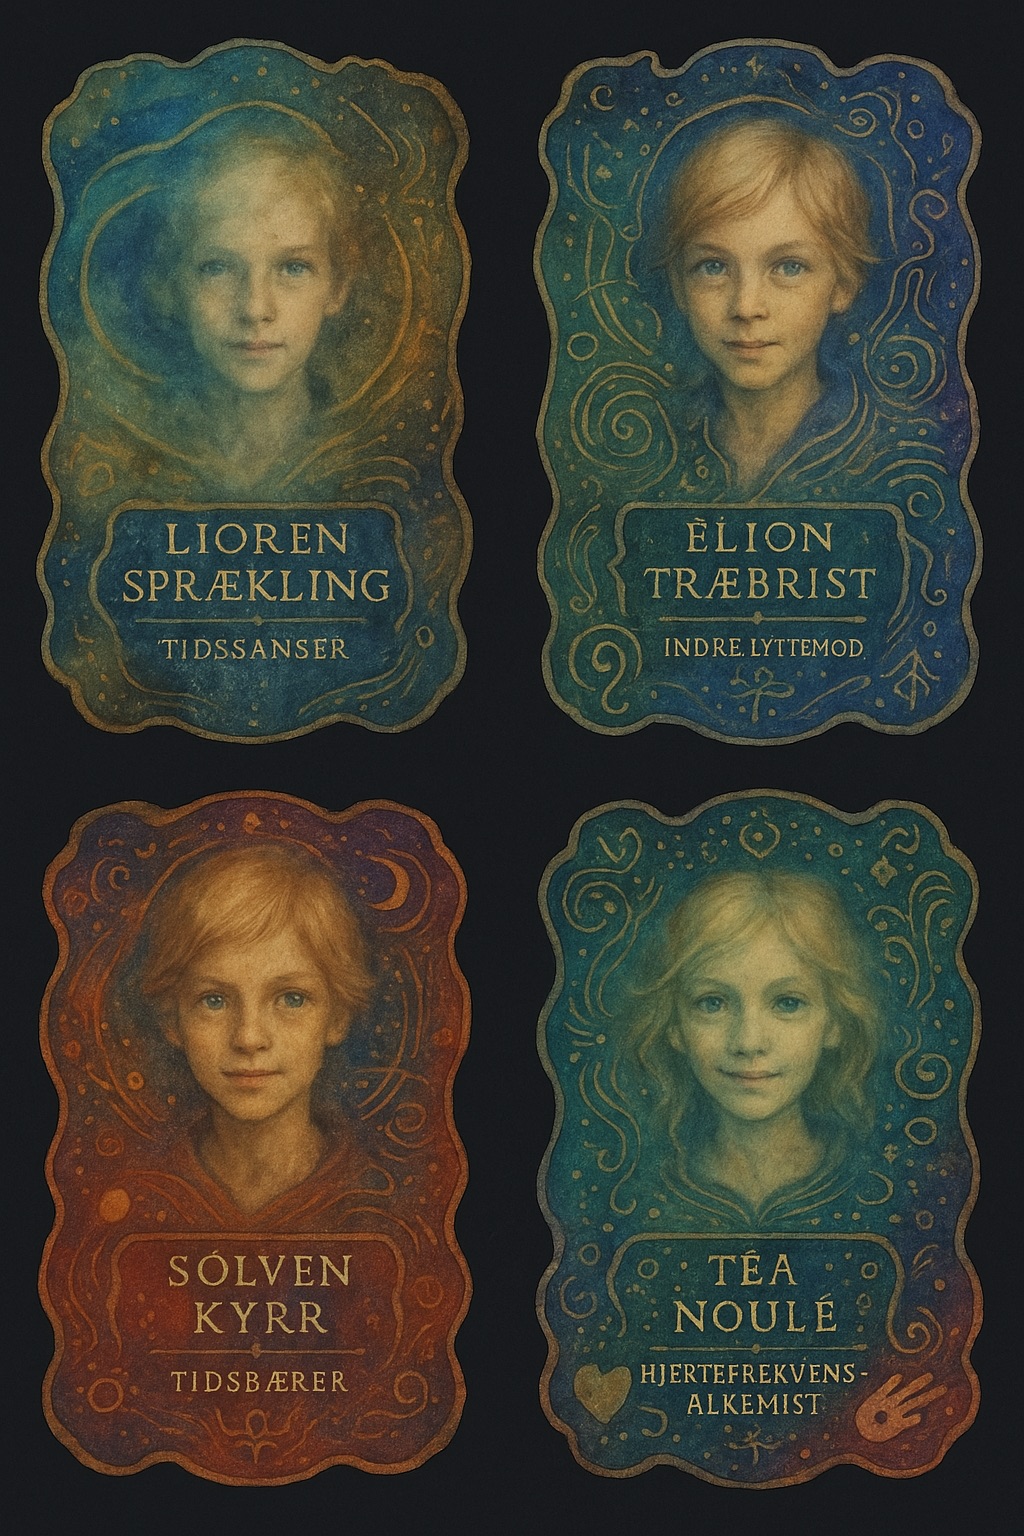 LIOREN
SPRÆKLING
TIDSSANSER
ÈLION
TRÆBRIST
INDRE LYTTEMOD
SÓLVEN
KYRR
TIDSBÆRER
TÉA
NOULÉ
HJERTEFREKVENS-
ALKEMIST